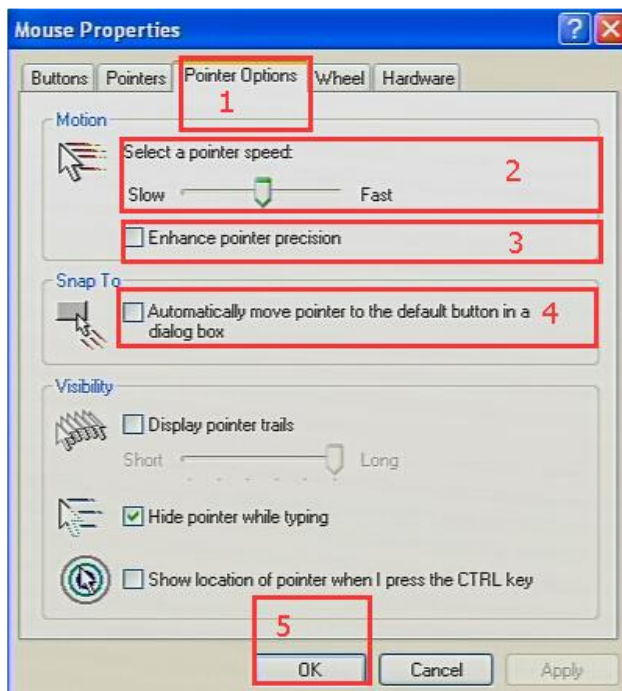 Mouse Properties
Buttons Pointers Pointer Options Wheel Hardware
1
Motion
Select a pointer speed:
2
Slow Fast
Enhance pointer precision
3
Snap To
Automatically move pointer to the default button in a
dialog box
4
Visibility
Display pointer trails
Short Long
Hide pointer while typing
Show location of pointer when I press the CTRL key
5
OK Cancel Apply